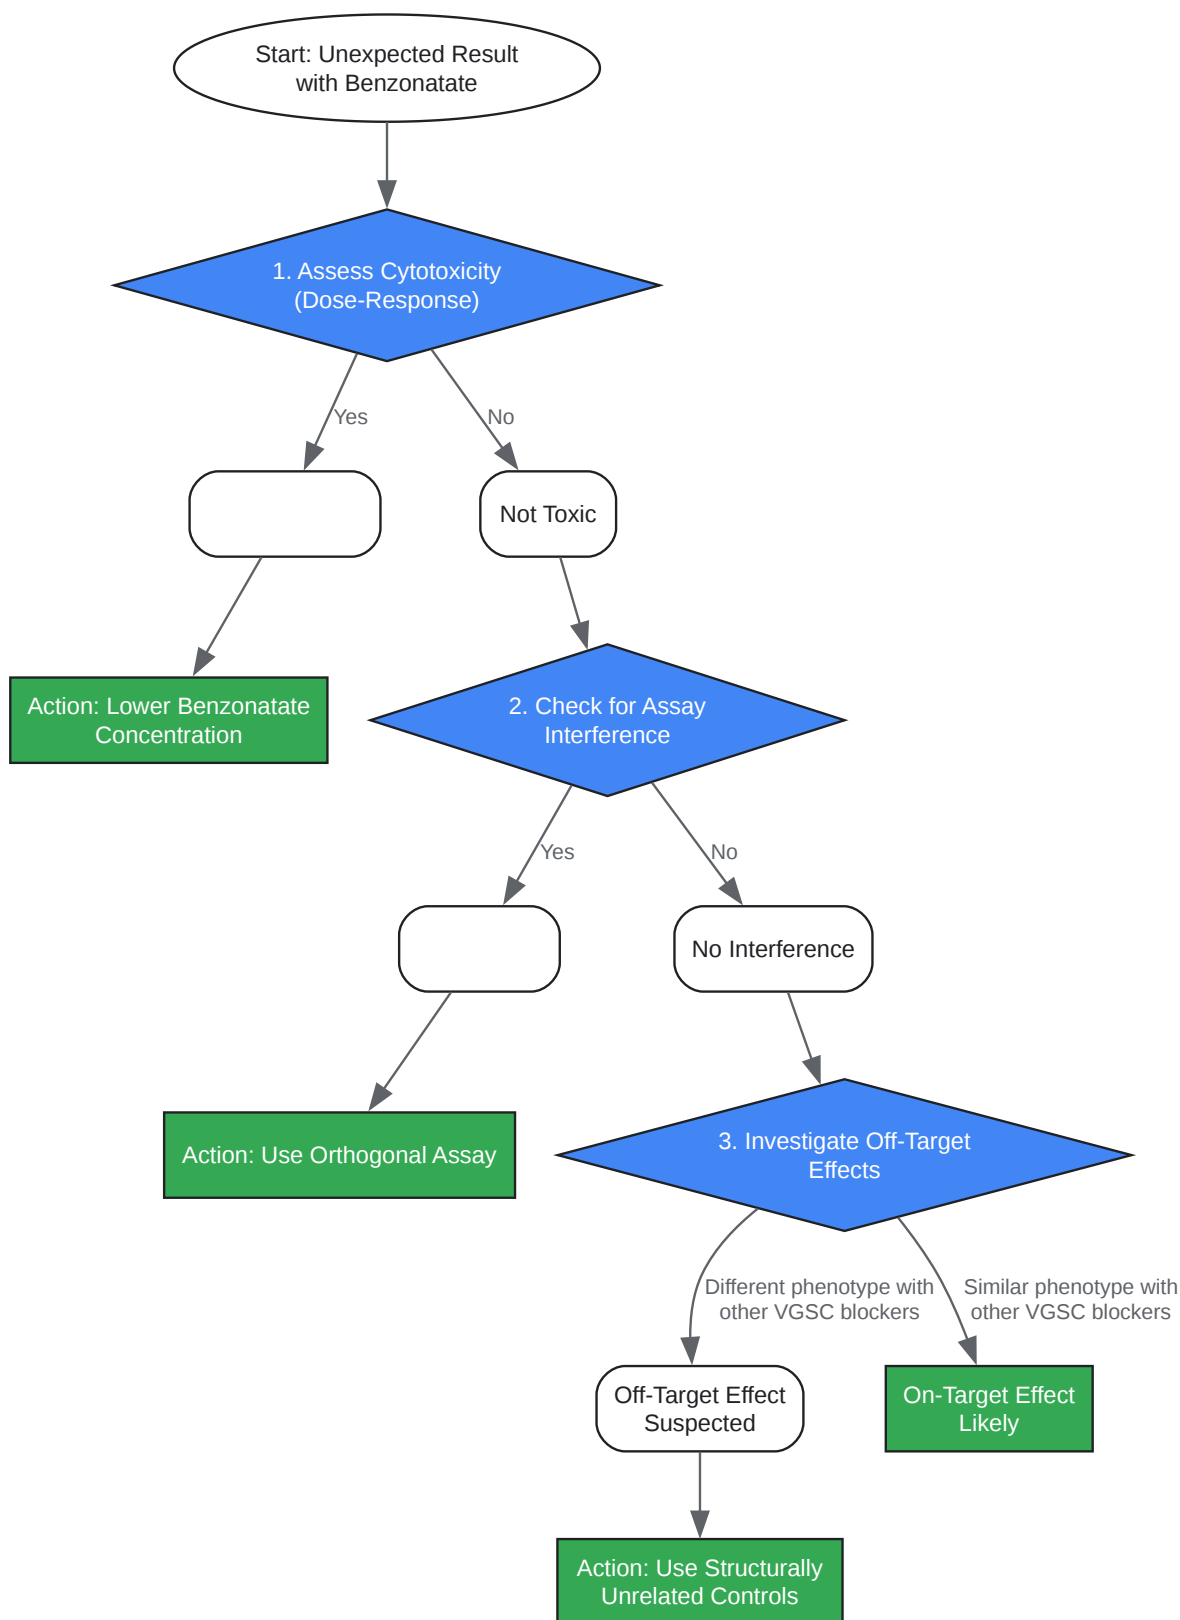 Start: Unexpected Result
with Benzonatate
1. Assess Cytotoxicity
(Dose-Response)
Yes
No
Not Toxic
Action: Lower Benzonatate
Concentration
2. Check for Assay
Interference
Yes
No
No Interference
Action: Use Orthogonal Assay
3. Investigate Off-Target
Effects
Different phenotype with
other VGSC blockers
Similar phenotype with
other VGSC blockers
Off-Target Effect
Suspected
On-Target Effect
Likely
Action: Use Structurally
Unrelated Controls